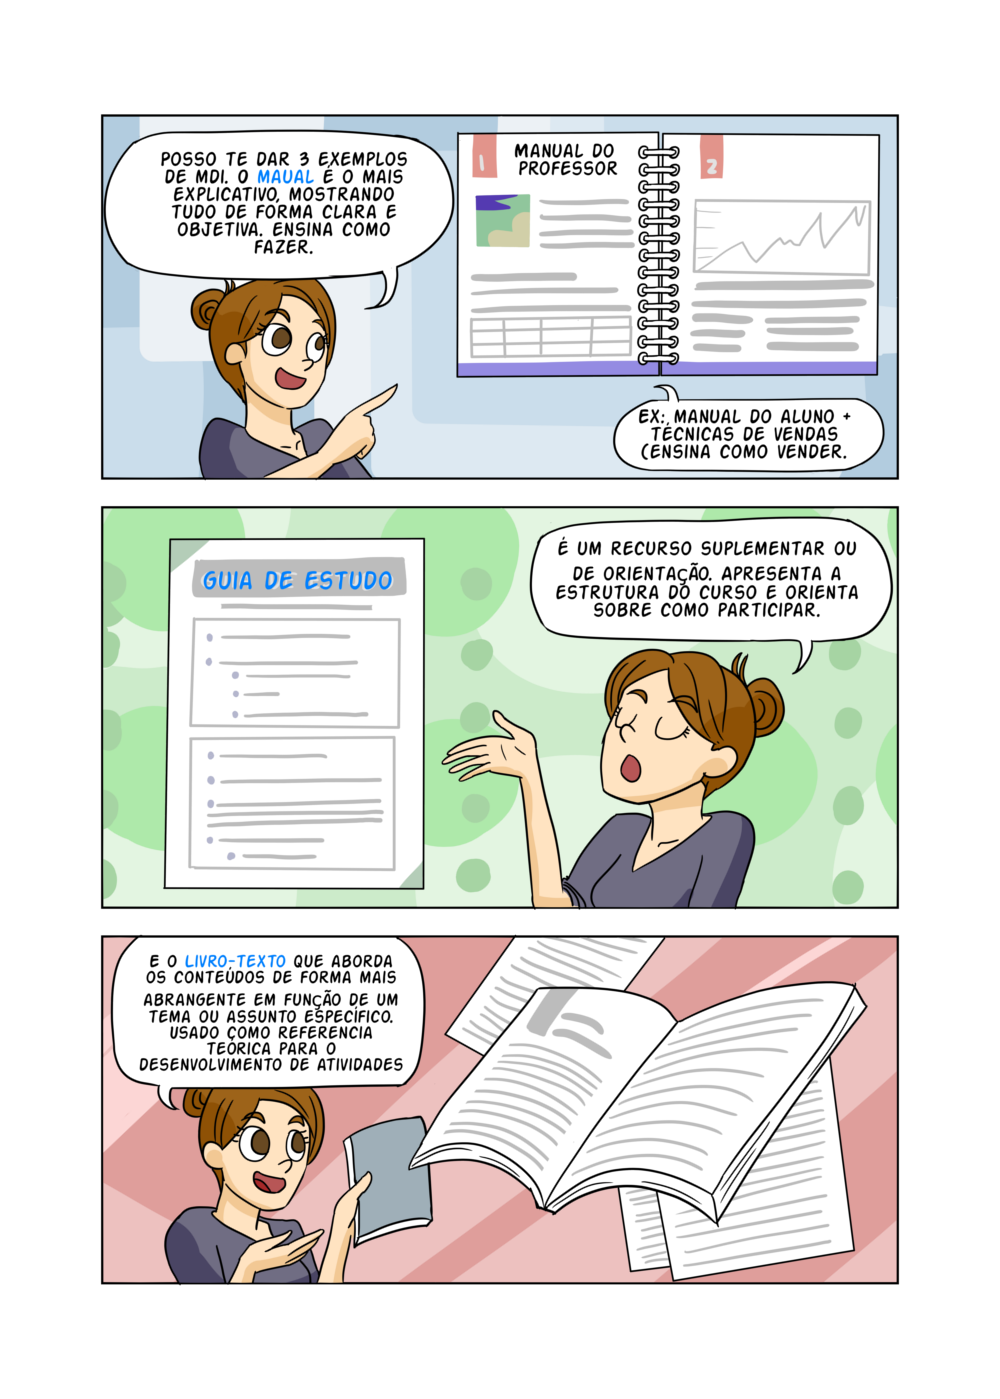 POSSO TE DAR 3 EXEMPLOS
DE MDI. O MAUAL É O MAIS
EXPLICATIVO, MOSTRANDO
TUDO DE FORMA CLARA E
OBJETIVA. ENSINA COMO
FAZER.
1
MANUAL DO
PROFESSOR
2
EX:, MANUAL DO ALUNO +
TÉCNICAS DE VENDAS
(ENSINA COMO VENDER.
GUIA DE ESTUDO
É UM RECURSO SUPLEMENTAR OU
DE ORIENTAÇÃO. APRESENTA A
ESTRUTURA DO CURSO E ORIENTA
SOBRE COMO PARTICIPAR.
E O LIVRO-TEXTO QUE ABORDA
OS CONTEÚDOS DE FORMA MAIS
ABRANGENTE EM FUNÇÃO DE UM
TEMA OU ASSUNTO ESPECÍFICO.
USADO COMO REFERENCIA
TEÓRICA PARA O
DESENVOLVIMENTO DE ATIVIDADES